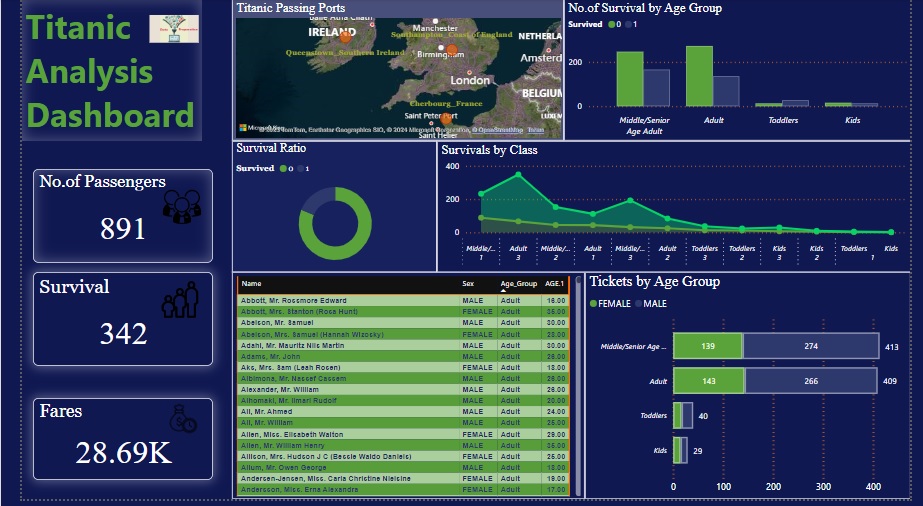 Titanic
Analysis
Dashboard
No.of Passengers
891
Survival
342
Fares
28.69K
Titanic Passing Ports
IRELAND
Manchester
Southampton_Coast of England
NETHERLA
Queenstown_Southern Ireland
Birmingham
Amsterd
London
BELGIUM
Cherbourg_France
Saint Peter Port
Saint Helier
No.of Survival by Age Group
Survived 0 1
200
0
Middle/Senior Age Adult
Adult
Toddlers
Kids
Survival Ratio
Survived 0 1
Survivals by Class
400
200
0
Middle/... Adult Middle/... Adult Middle/... Adult Toddlers Toddlers Kids Kids Toddlers Kids
1 3 2 1 3 2 3 2 3 2 1
Name Sex Age_Group AGE.1
Abbott, Mr. Rossmore Edward MALE Adult 16.00
Abbott, Mrs. Stanton (Rosa Hunt) FEMALE Adult 35.00
Abelson, Mr. Samuel MALE Adult 30.00
Abelson, Mrs. Samuel (Hannah Wizosky) FEMALE Adult 28.00
Adahl, Mr. Mauritz Nils Martin MALE Adult 30.00
Adams, Mr. John MALE Adult 26.00
Aks, Mrs. Sam (Leah Rosen) FEMALE Adult 18.00
Albimona, Mr. Nassef Cassem MALE Adult 26.00
Alexander, Mr. William MALE Adult 26.00
Alhomaki, Mr. Ilmari Rudolf MALE Adult 20.00
Ali, Mr. Ahmed MALE Adult 24.00
Ali, Mr. William MALE Adult 25.00
Allen, Miss. Elisabeth Walton FEMALE Adult 29.00
Allen, Mr. William Henry MALE Adult 35.00
Allison, Mrs. Hudson J C (Bessie Waldo Daniels) FEMALE Adult 25.00
Allum, Mr. Owen George MALE Adult 18.00
Andersen-Jensen, Miss. Carla Christine Nielsine FEMALE Adult 19.00
Andersson, Miss. Erna Alexandra FEMALE Adult 17.00
Tickets by Age Group
FEMALE MALE
Middle/Senior Age ... 139 274 413
Adult 143 266 409
Toddlers 40
Kids 29
0 100 200 300 400